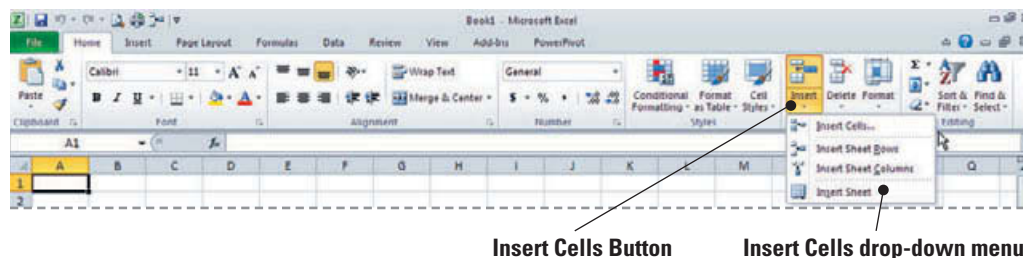 Book1 - Microsoft Excel
File Home Insert Page Layout Formulas Data Review View Add-Ins PowerPivot
Calibri 11 A A Wrap Text General Σ
Paste B I U A Merge & Center $ % , Conditional Formatting Format as Table Cell Styles Insert Delete Format Sort & Filter Find & Select
Clipboard Font Alignment Number Styles Editing
Insert Cells...
Insert Sheet Rows
Insert Sheet Columns
Insert Sheet
A1 fx
A B C D E F G H I J K L M Q
1
2
Insert Cells Button Insert Cells drop-down menu